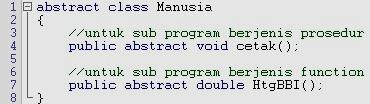 1 abstract class Manusia
2 {
3 //untuk sub program berjenis prosedur
4 public abstract void cetak();
5
6 //untuk sub program berjenis function
7 public abstract double HtgBBI();
8 }